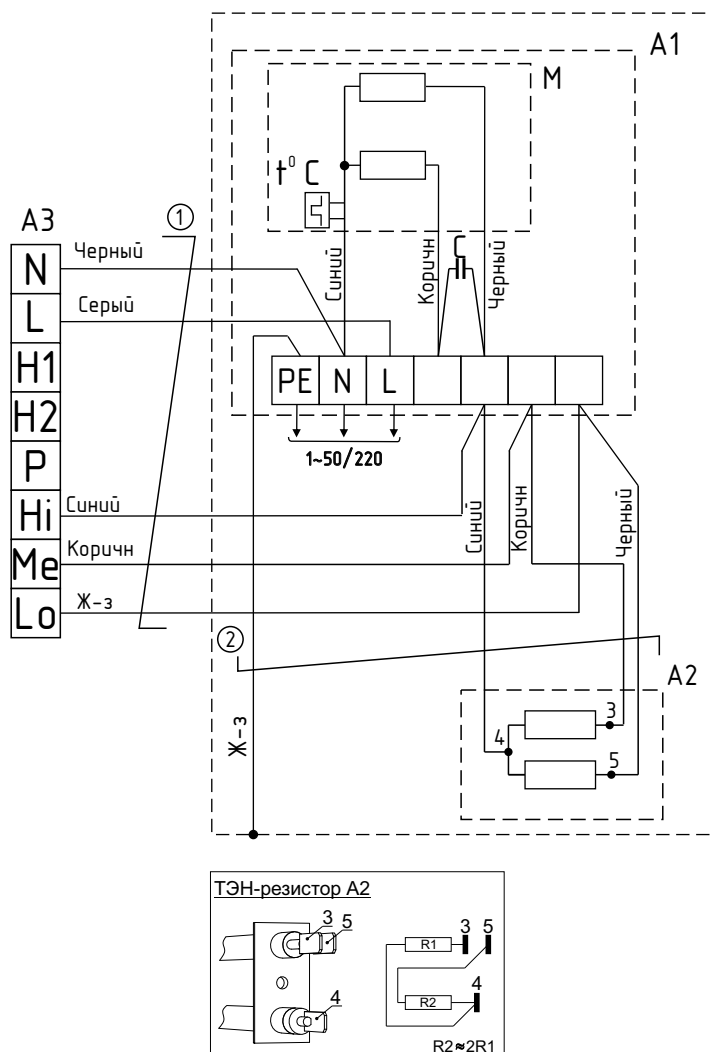 A1
M
t° C
A3
1
N
Черный
L
Серый
H1
H2
P
Hi
Синий
Me
Коричн
Lo
Ж-з
Синий
Коричн
C
Черный
PE
N
L
1~50/220
Синий
Коричн
Черный
2
A2
Ж-з
3
4
5
ТЭН-резистор А2
3
5
4
R1
3
5
R2
4
R2≈2R1